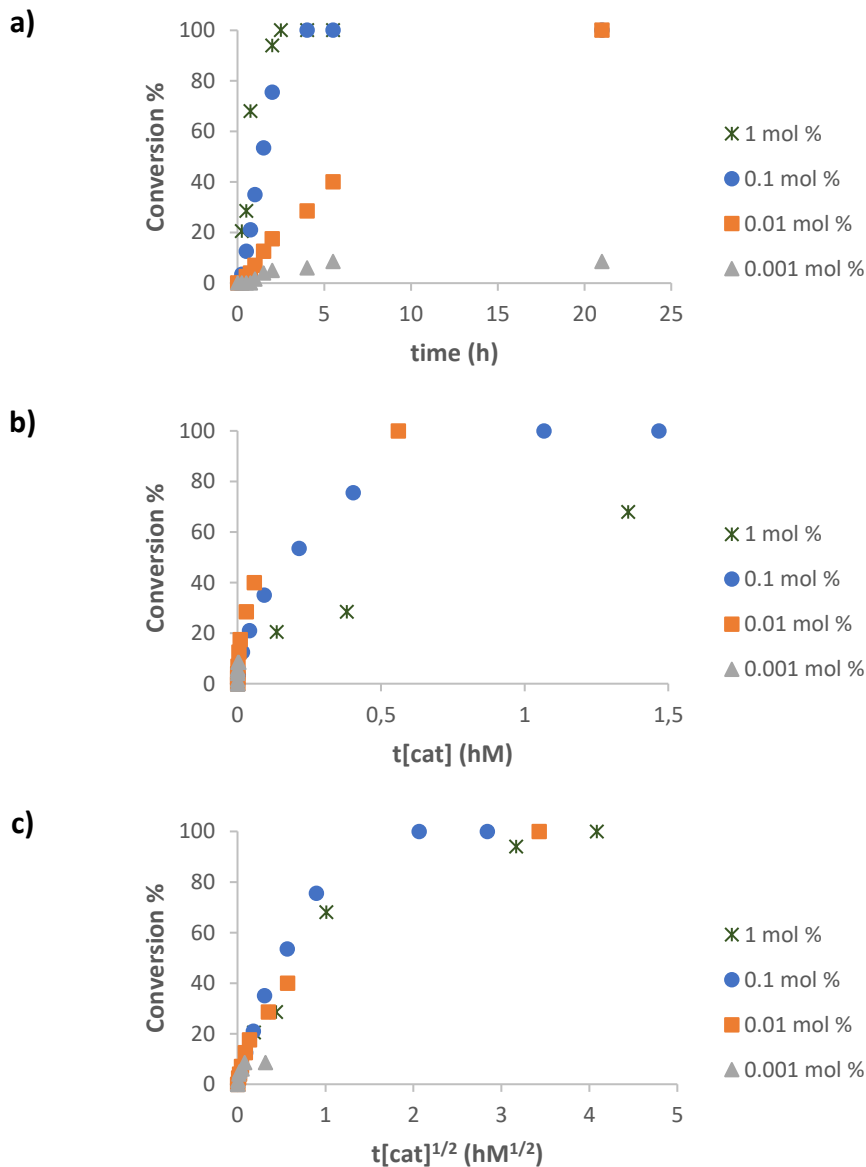 a)
Conversion %
100
80
60
40
20
0
0 5 10 15 20 25
time (h)
1 mol %
0.1 mol %
0.01 mol %
0.001 mol %
b)
Conversion %
100
80
60
40
20
0
0 0,5 1 1,5
t[cat] (hM)
1 mol %
0.1 mol %
0.01 mol %
0.001 mol %
c)
Conversion %
100
80
60
40
20
0
0 1 2 3 4 5
t[cat]^1/2 (hM^1/2)
1 mol %
0.1 mol %
0.01 mol %
0.001 mol %